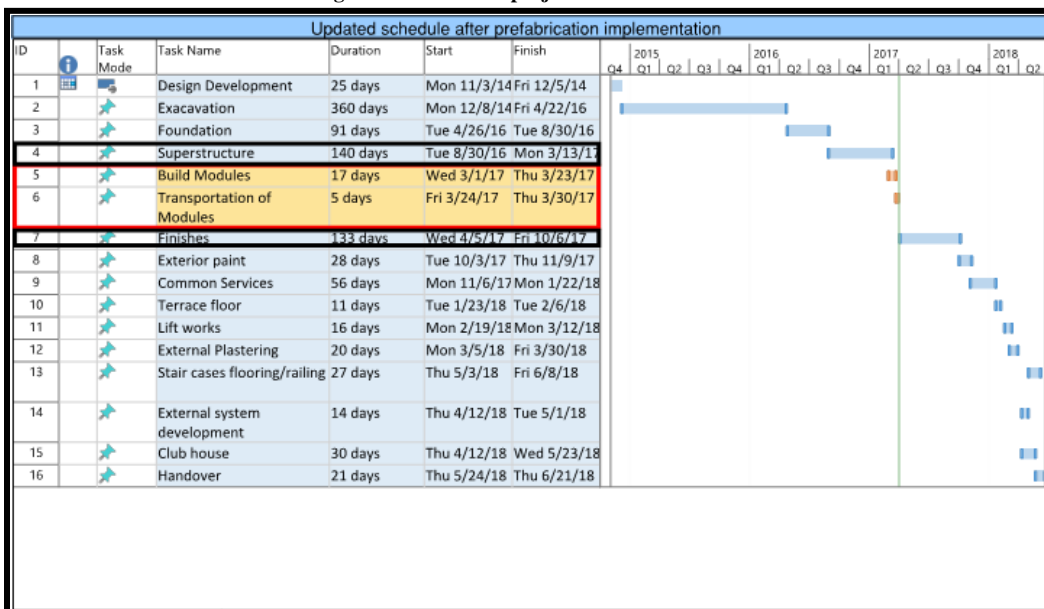 Updated schedule after prefabrication implementation
ID Task Mode Task Name Duration Start Finish
2015 2016 2017 2018
Q4 Q1 Q2 Q3 Q4 Q1 Q2 Q3 Q4 Q1 Q2 Q3 Q4 Q1 Q2
1 Design Development 25 days Mon 11/3/14 Fri 12/5/14
2 Exacavation 360 days Mon 12/8/14 Fri 4/22/16
3 Foundation 91 days Tue 4/26/16 Tue 8/30/16
4 Superstructure 140 days Tue 8/30/16 Mon 3/13/17
5 Build Modules 17 days Wed 3/1/17 Thu 3/23/17
6 Transportation of Modules 5 days Fri 3/24/17 Thu 3/30/17
7 Finishes 133 days Wed 4/5/17 Fri 10/6/17
8 Exterior paint 28 days Tue 10/3/17 Thu 11/9/17
9 Common Services 56 days Mon 11/6/17 Mon 1/22/18
10 Terrace floor 11 days Tue 1/23/18 Tue 2/6/18
11 Lift works 16 days Mon 2/19/18 Mon 3/12/18
12 External Plastering 20 days Mon 3/5/18 Fri 3/30/18
13 Stair cases flooring/railing 27 days Thu 5/3/18 Fri 6/8/18
14 External system development 14 days Thu 4/12/18 Tue 5/1/18
15 Club house 30 days Thu 4/12/18 Wed 5/23/18
16 Handover 21 days Thu 5/24/18 Thu 6/21/18